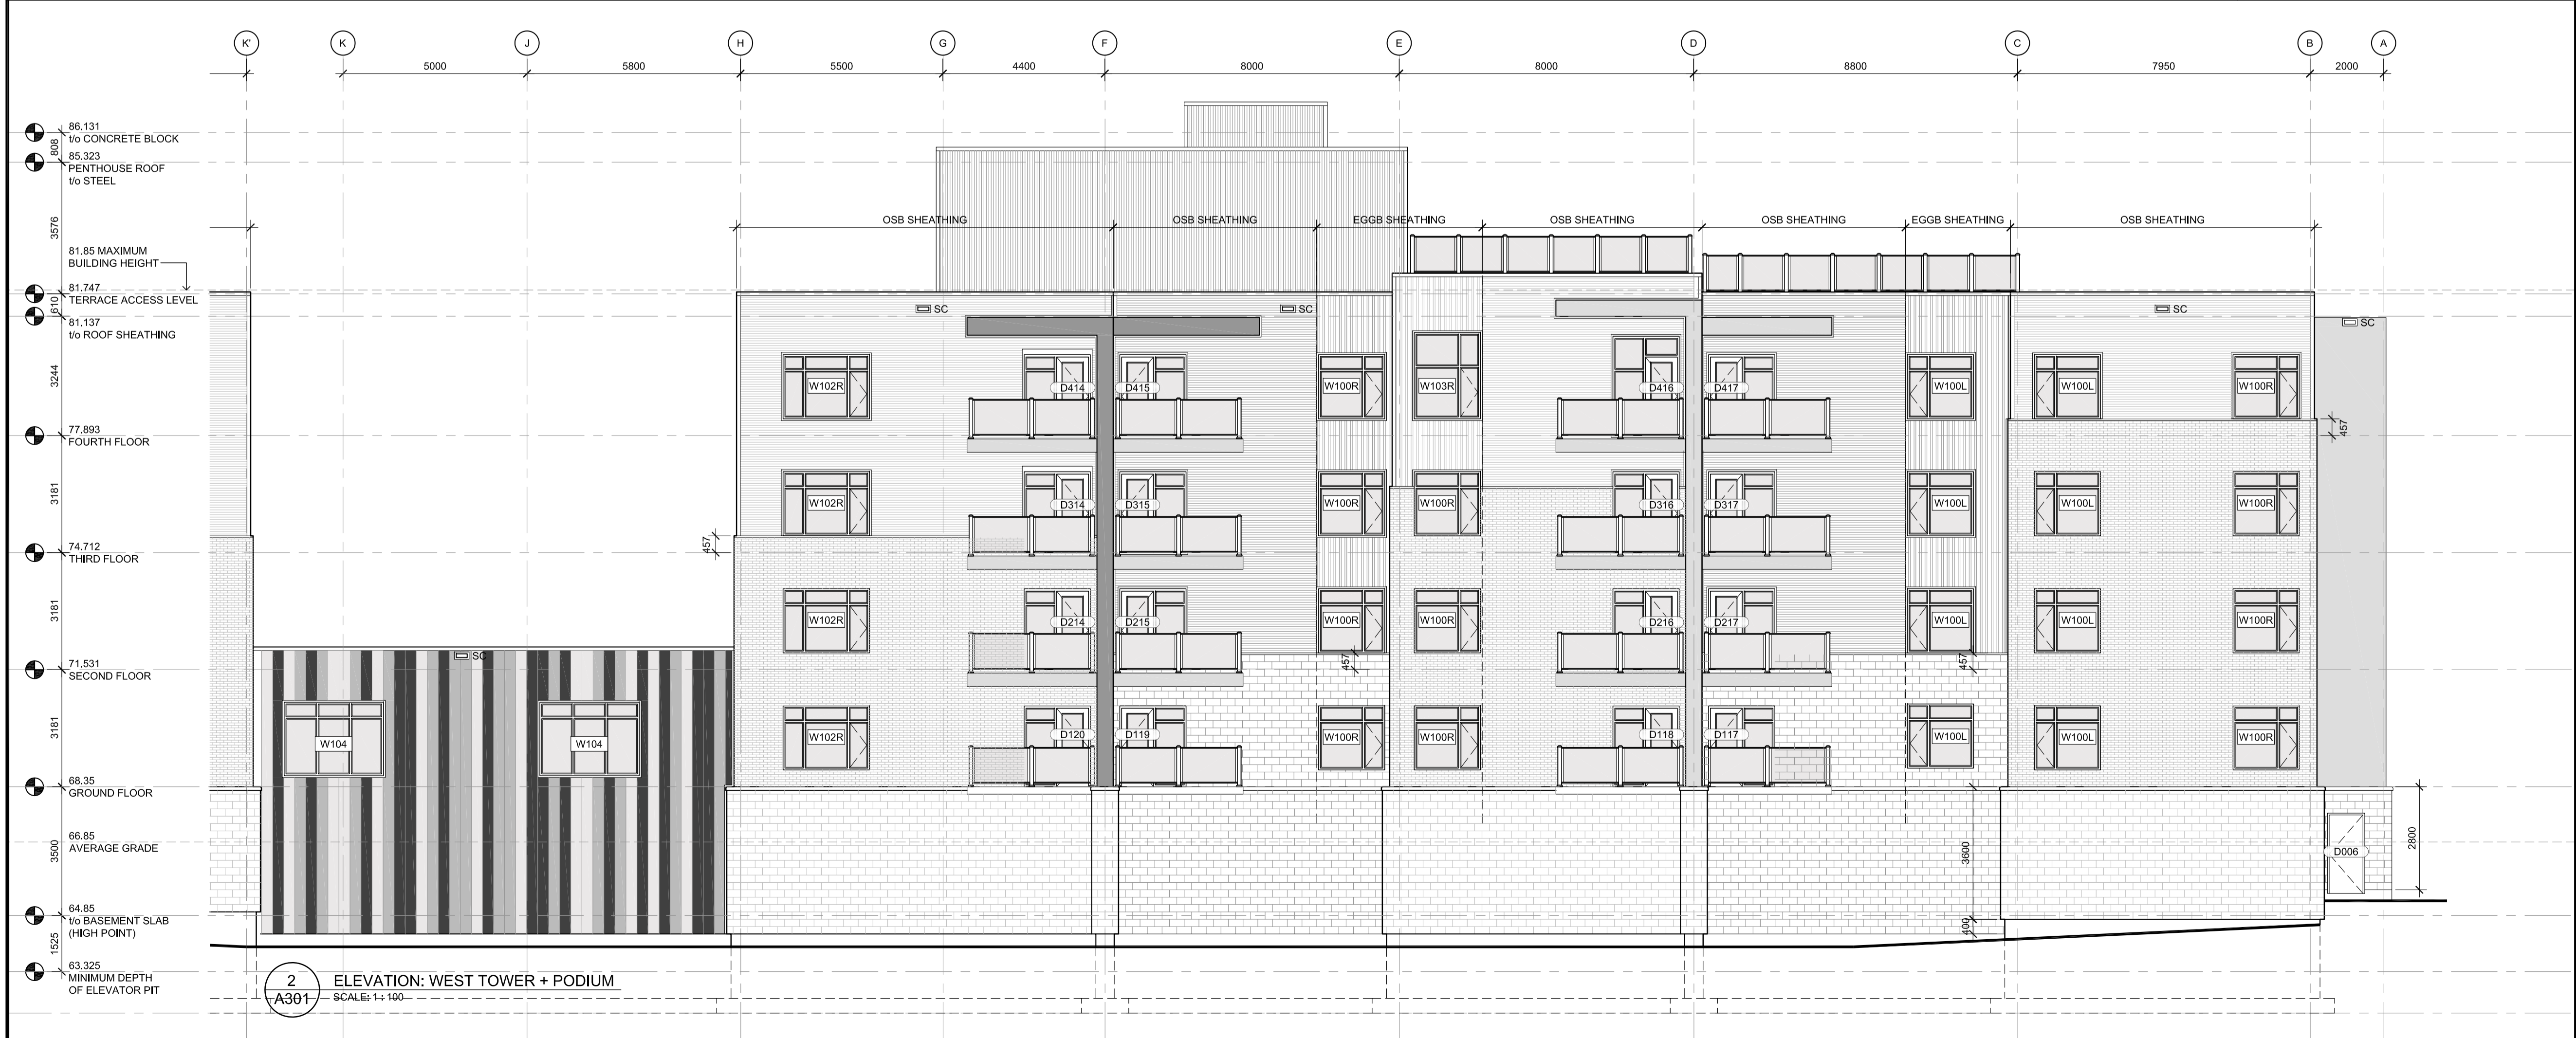 K' K J H G F E D C B A
5000 5800 5500 4400 8000 8000 8800 7950 2000
86,131
t/o CONCRETE BLOCK
808
85,323
PENTHOUSE ROOF
t/o STEEL
3576
OSB SHEATHING OSB SHEATHING EGGB SHEATHING OSB SHEATHING OSB SHEATHING EGGB SHEATHING OSB SHEATHING
81,85 MAXIMUM
BUILDING HEIGHT
81,747
TERRACE ACCESS LEVEL
610
SC SC SC SC
81,137
t/o ROOF SHEATHING
3244
W102R D414 D415 W100R W103R D416 D417 W100L W100L W100R
77,893
FOURTH FLOOR
457
3181
W102R D314 D315 W100R W100R D316 D317 W100L W100L W100R
457
74,712
THIRD FLOOR
3181
W102R D214 D215 W100R W100R D216 D217 W100L W100L W100R
SC
457 457
71,531
SECOND FLOOR
3181
W104 W104 W102R D120 D119 W100R W100R D118 D117 W100L W100L W100R
68,35
GROUND FLOOR
66,85
AVERAGE GRADE
3500
3600
2800
D006
64,85
t/o BASEMENT SLAB
(HIGH POINT)
400
1525
63,325
MINIMUM DEPTH
OF ELEVATOR PIT
2
A301
ELEVATION: WEST TOWER + PODIUM
SCALE: 1 : 100